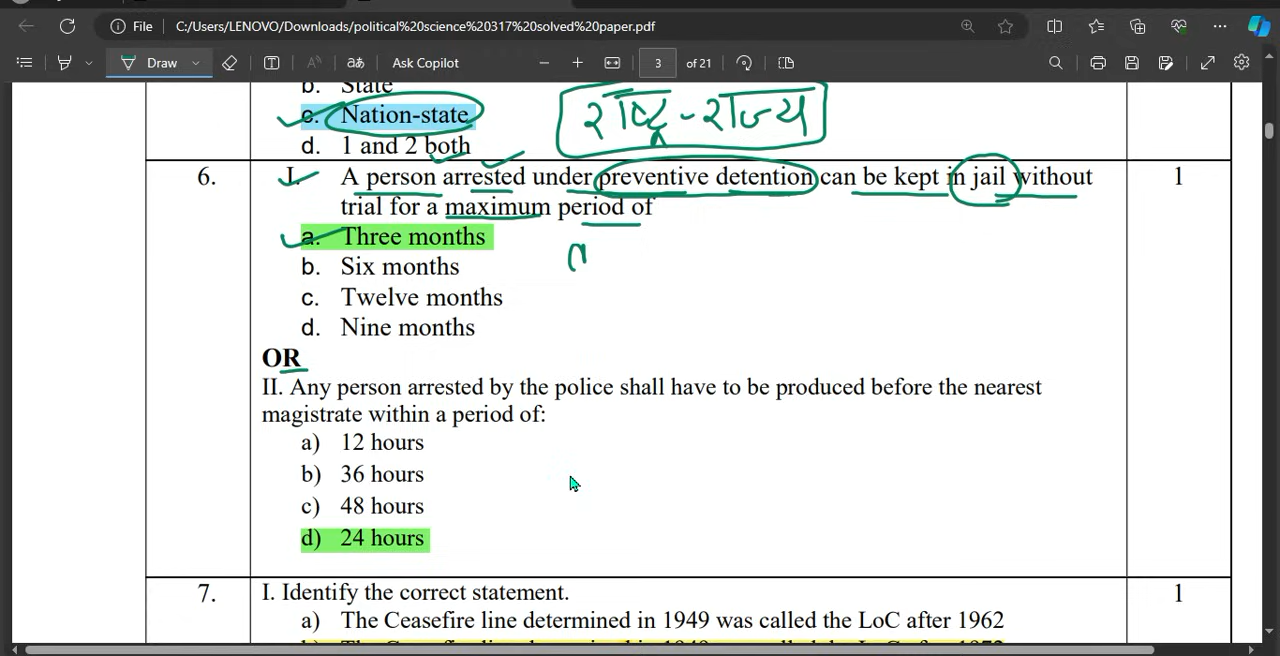 File C:/Users/LENOVO/Downloads/political%20science%20317%20solved%20paper.pdf
Draw aあ Ask Copilot 3 of 21
b. State
c. Nation-state
राष्ट्र-राज्य
d. 1 and 2 both
6. I. A person arrested under preventive detention can be kept in jail without 1
trial for a maximum period of
a. Three months
b. Six months
c. Twelve months
d. Nine months
OR
II. Any person arrested by the police shall have to be produced before the nearest
magistrate within a period of:
a) 12 hours
b) 36 hours
c) 48 hours
d) 24 hours
7. I. Identify the correct statement. 1
a) The Ceasefire line determined in 1949 was called the LoC after 1962